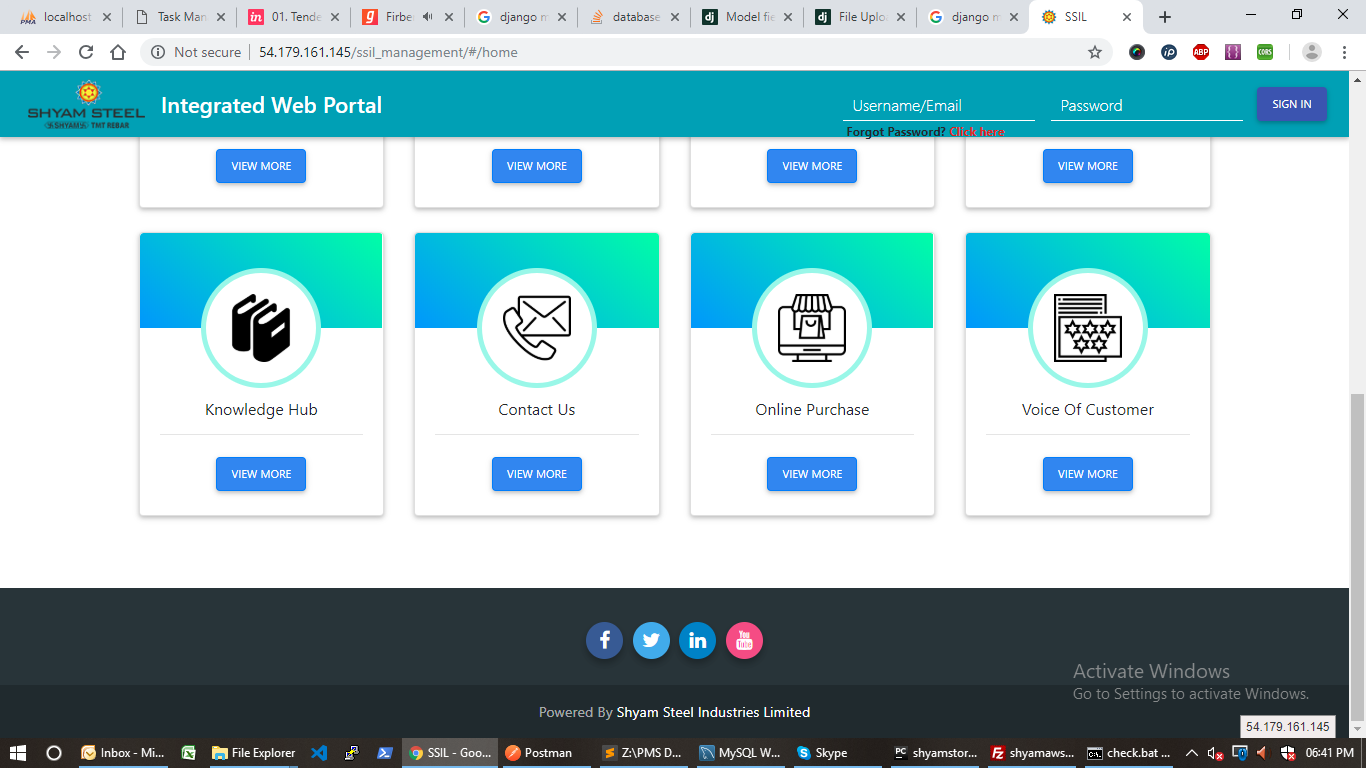 localhost
Task Man
01. Tende
Firbe
django m
database
Model fie
File Uplo
django m
SSIL
Not secure
54.179.161.145/ssil_management/#/home
ABP
CORS
SHYAM STEEL
SHYAM TMT REBAR
Integrated Web Portal
Username/Email
Password
SIGN IN
Forgot Password? Click here
VIEW MORE
VIEW MORE
VIEW MORE
VIEW MORE
Knowledge Hub
Contact Us
Online Purchase
Voice Of Customer
VIEW MORE
VIEW MORE
VIEW MORE
VIEW MORE
Activate Windows
Go to Settings to activate Windows.
Powered By Shyam Steel Industries Limited
54.179.161.145
Inbox - Mi...
File Explorer
SSIL - Goo...
Postman
Z:\PMS D...
MySQL W...
Skype
shyamstor...
shyamaws...
check.bat ...
06:41 PM